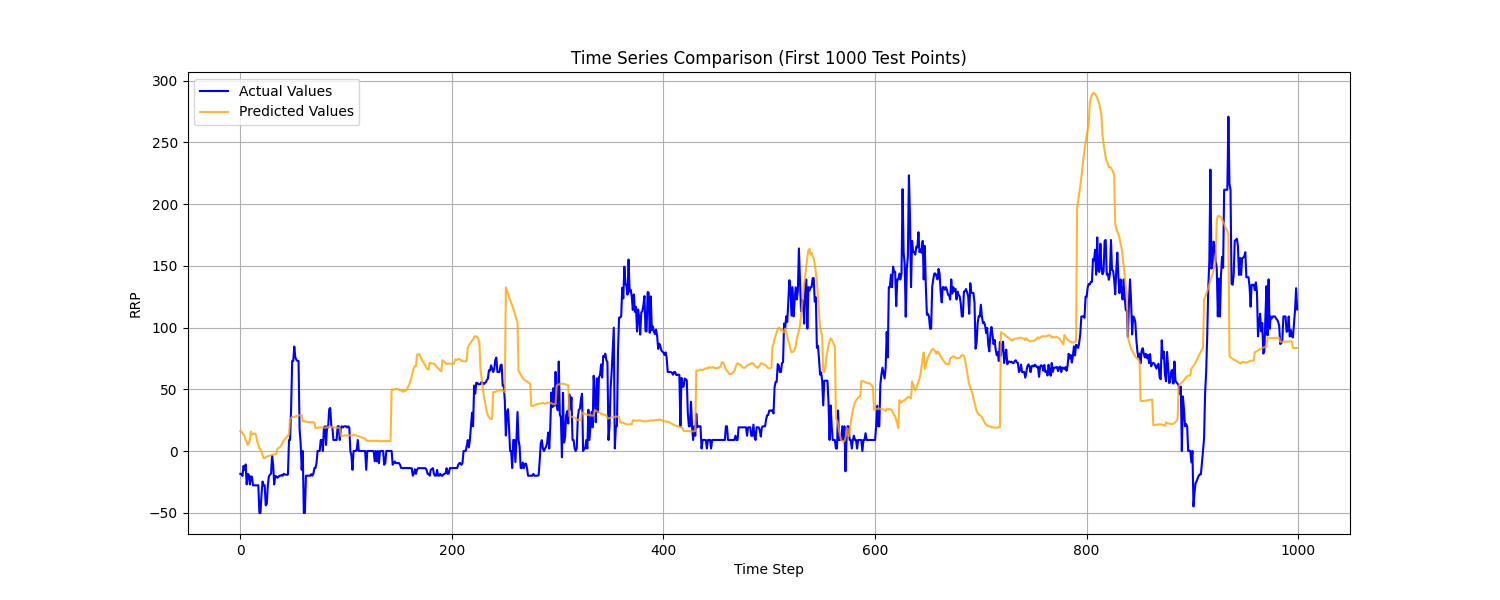 Time Series Comparison (First 1000 Test Points)
Actual Values
Predicted Values
RRP
300
250
200
150
100
50
0
−50
0 200 400 600 800 1000
Time Step